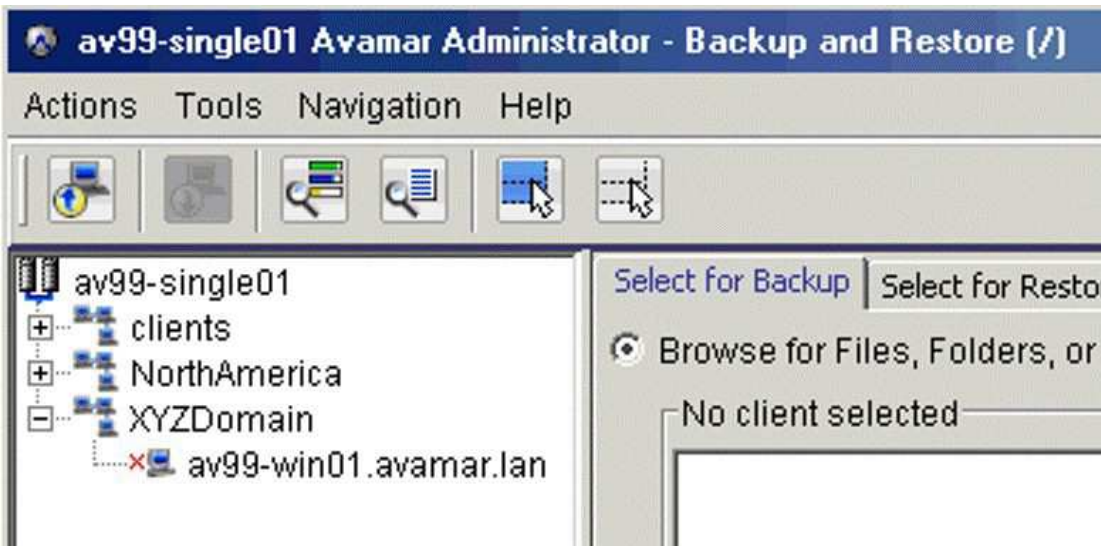 av99-single01 Avamar Administrator - Backup and Restore (/)
Actions Tools Navigation Help
av99-single01
clients
NorthAmerica
XYZDomain
av99-win01.avamar.lan
Select for Backup Select for Resto
Browse for Files, Folders, or
No client selected